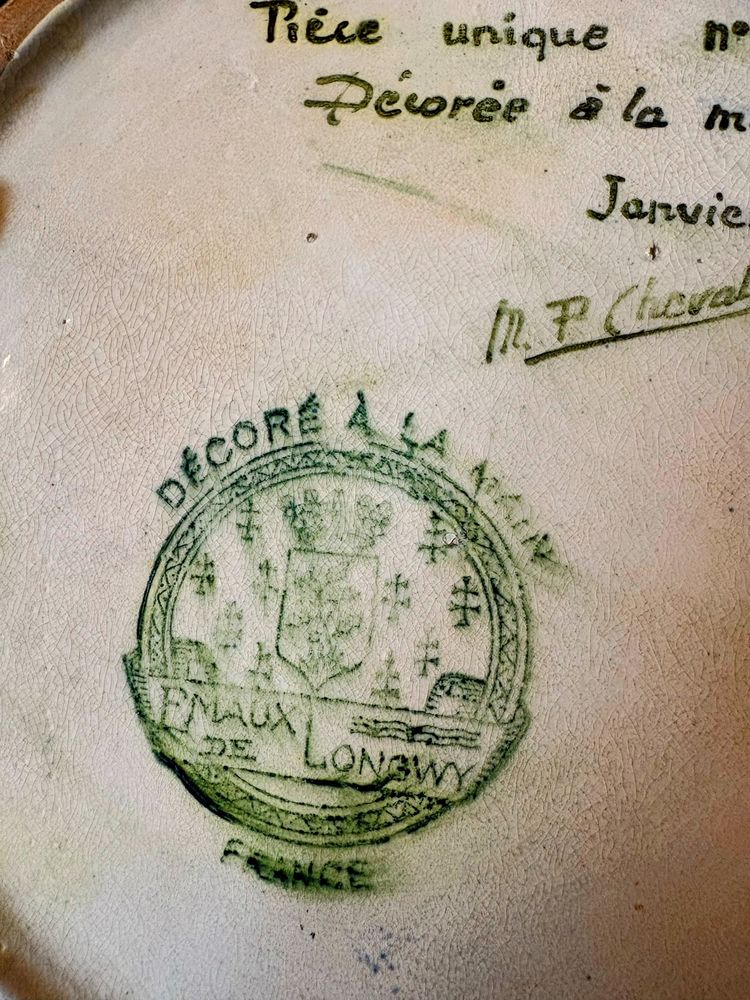 Pièce unique n°
Décorée à la m
Janvie
M. P Cheval
DÉCORÉ À LA MAIN
EMAUX
DE LONGWY
FRANCE